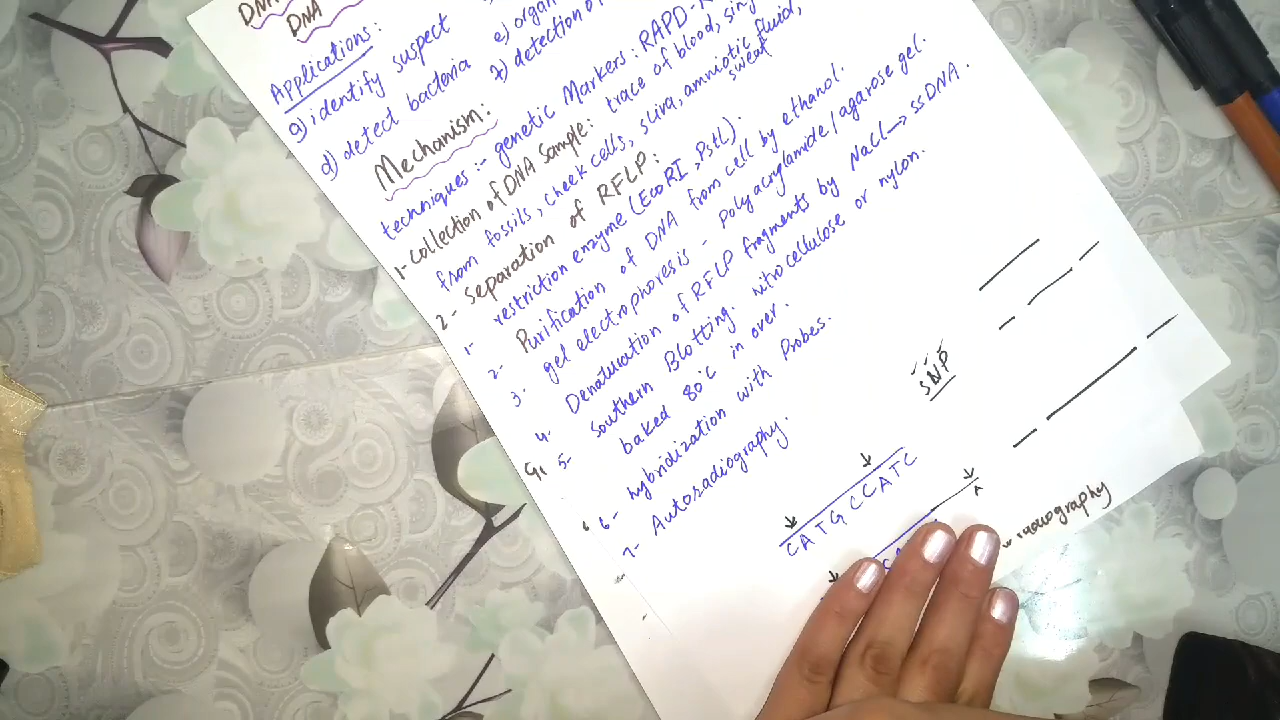 DNA
DNA
Applications:
a) identify suspect
e) organ
d) detect bacteria
f) detection o
Mechanism:
techniques :- genetic Markers : RAPD-
1- collection of DNA sample: trace of blood, sin
from fossils, cheek cells, sliva, amniotic fluid,
sweat
2- Separation of RFLP:
1- restriction enzyme (EcoRI, PstI).
2- Purification of DNA from cell by ethanol.
3- gel electrophoresis - polyacrylamide/agarose gel.
4- Denaturation of RFLP fragments by NaCl → ssDNA.
5- Southern Blotting. nitrocellulose or nylon.
baked 80°C in over.
6- hybridization with Probes.
7- Autoradiography.
SNP
CATGCCATC
A